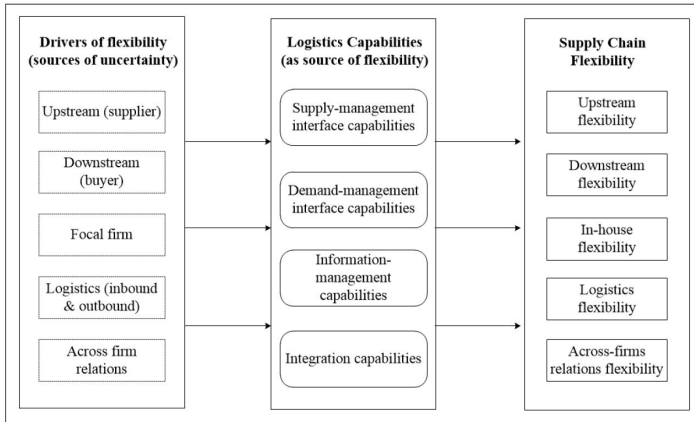 Drivers of flexibility
(sources of uncertainty)
Upstream (supplier)
Downstream
(buyer)
Focal firm
Logistics (inbound
& outbound)
Across firm
relations
Logistics Capabilities
(as source of flexibility)
Supply-management
interface capabilities
Demand-management
interface capabilities
Information-
management
capabilities
Integration capabilities
Supply Chain
Flexibility
Upstream
flexibility
Downstream
flexibility
In-house
flexibility
Logistics
flexibility
Across-firms
relations flexibility